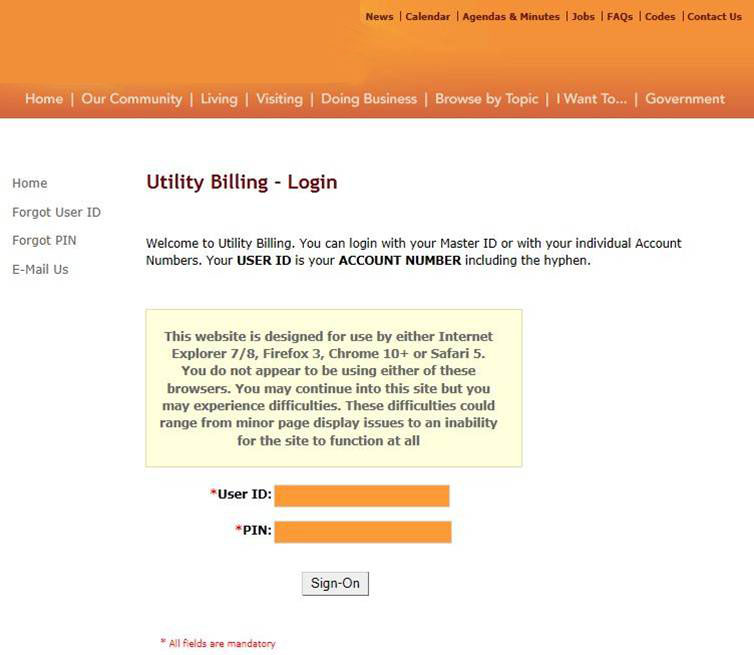 News | Calendar | Agendas & Minutes | Jobs | FAQs | Codes | Contact Us
Home | Our Community | Living | Visiting | Doing Business | Browse by Topic | I Want To... | Government
Home
Forgot User ID
Forgot PIN
E-Mail Us
Utility Billing - Login
Welcome to Utility Billing. You can login with your Master ID or with your individual Account
Numbers. Your USER ID is your ACCOUNT NUMBER including the hyphen.
This website is designed for use by either Internet
Explorer 7/8, Firefox 3, Chrome 10+ or Safari 5.
You do not appear to be using either of these
browsers. You may continue into this site but you
may experience difficulties. These difficulties could
range from minor page display issues to an inability
for the site to function at all
*User ID:
*PIN:
Sign-On
* All fields are mandatory